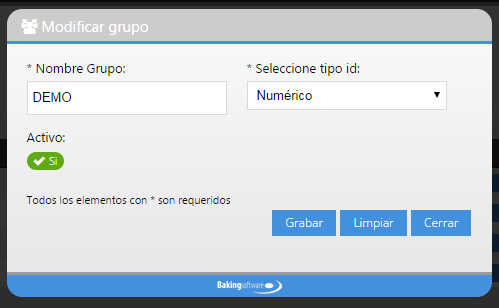 Modificar grupo
* Nombre Grupo:
* Seleccione tipo id:
DEMO
Numérico
Activo:
Si
Todos los elementos con * son requeridos
Grabar
Limpiar
Cerrar
Bakingsoftware